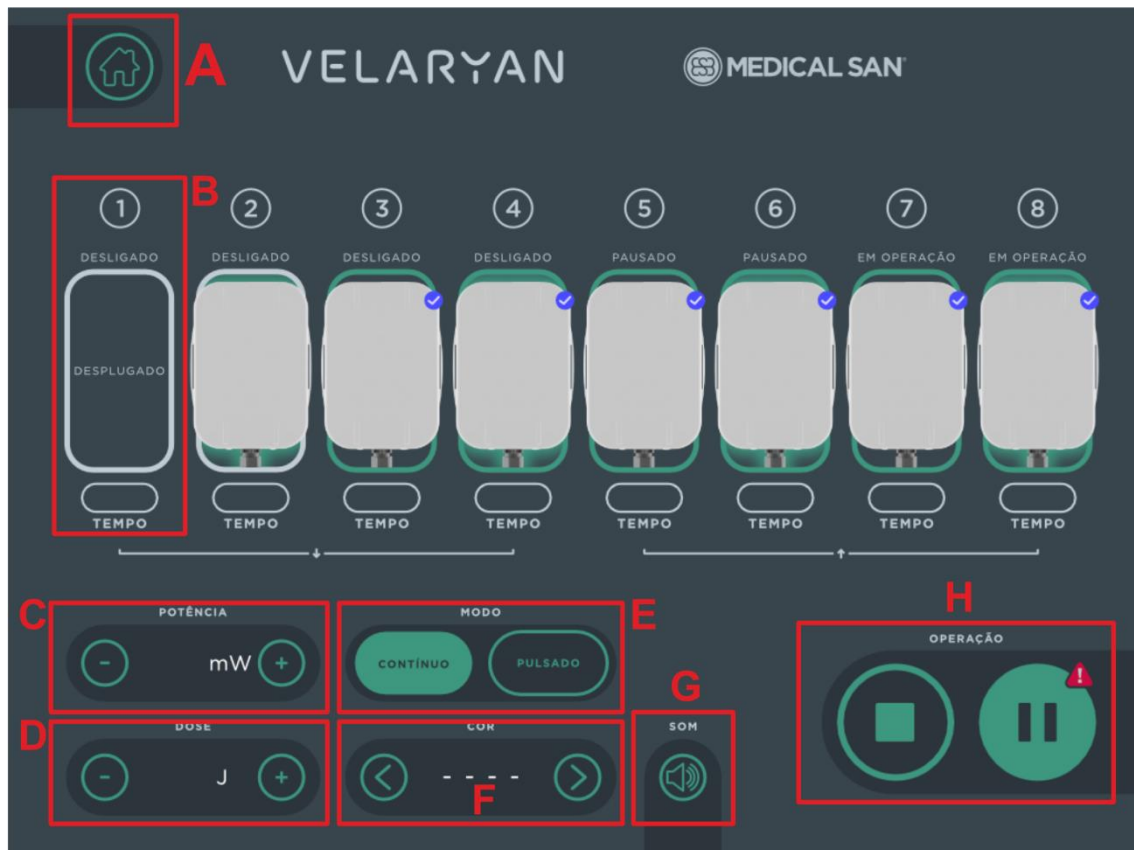 A
VELARYAN
MEDICAL SAN
B
1 2 3 4 5 6 7 8
DESLIGADO DESLIGADO DESLIGADO DESLIGADO PAUSADO PAUSADO EM OPERAÇÃO EM OPERAÇÃO
DESPLUGADO
TEMPO TEMPO TEMPO TEMPO TEMPO TEMPO TEMPO TEMPO
C
POTÊNCIA
- mW +
E
MODO
CONTÍNUO PULSADO
H
OPERAÇÃO
!
D
DOSE
- J +
COR
- - - -
F
G
SOM